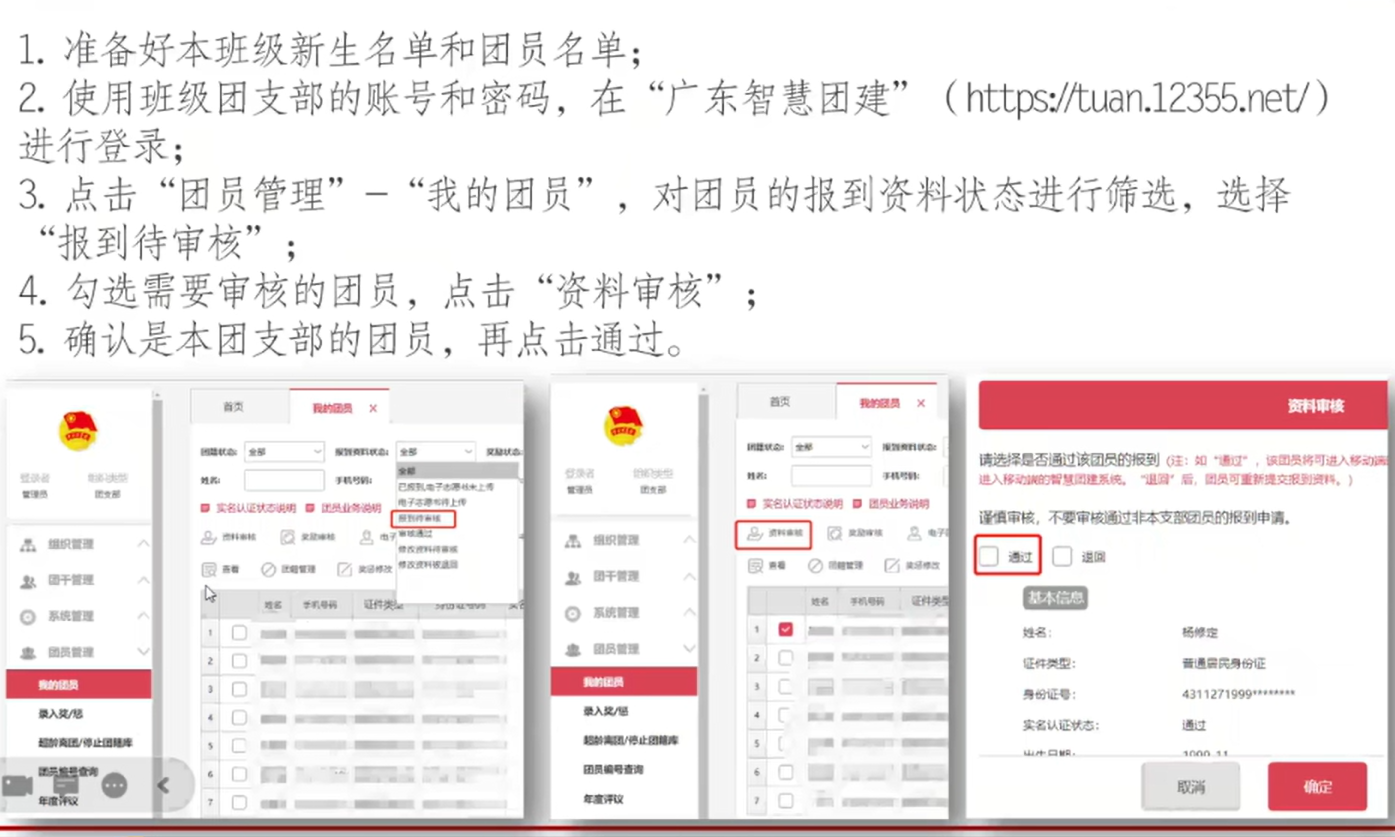 1. 准备好本班级新生名单和团员名单；
2. 使用班级团支部的账号和密码，在“广东智慧团建”（https://tuan.12355.net/）
进行登录；
3. 点击“团员管理”-“我的团员”，对团员的报到资料状态进行筛选，选择
“报到待审核”；
4. 勾选需要审核的团员，点击“资料审核”；
5. 确认是本团支部的团员，再点击通过。
首页
我的团员 ×
团籍状态: 全部
报到资料状态: 全部
奖励状态:
全部
已报到,电子志愿书未上传
电子志愿书待上传
报到待审核
审核通过
修改资料待审核
修改资料被退回
姓名:
手机号码:
实名认证状态说明
团员业务说明
资料审核
奖励审核
电子
查看
团籍管理
奖惩修改
姓名
手机号码
证件类型
身份证号码
1
2
3
4
5
6
7
登录者
管理员
组织类型
团支部
组织管理
团干管理
系统管理
团员管理
我的团员
录入奖/惩
超龄离团/停止团籍库
团员编号查询
年度评议
首页
我的团员 ×
团籍状态: 全部
报到资料状态:
姓名:
手机号码:
实名认证状态说明
团员业务说明
资料审核
奖励审核
查看
团籍管理
奖惩修改
姓名
手机号码
证件类型
1
2
3
4
5
6
7
登录者
管理员
组织类型
团支部
组织管理
团干管理
系统管理
团员管理
我的团员
录入奖/惩
超龄离团/停止团籍库
团员编号查询
年度评议
资料审核
请选择是否通过该团员的报到（注：如“通过”，该团员将可进入移动端
进入移动端的智慧团建系统。“退回”后，团员可重新提交报到资料。）
谨慎审核，不要审核通过非本支部团员的报到申请。
通过
退回
基本信息
姓名: 杨修定
证件类型: 普通居民身份证
身份证号: 4311271999********
实名认证状态: 通过
出生日期: 1999-11
取消
确定